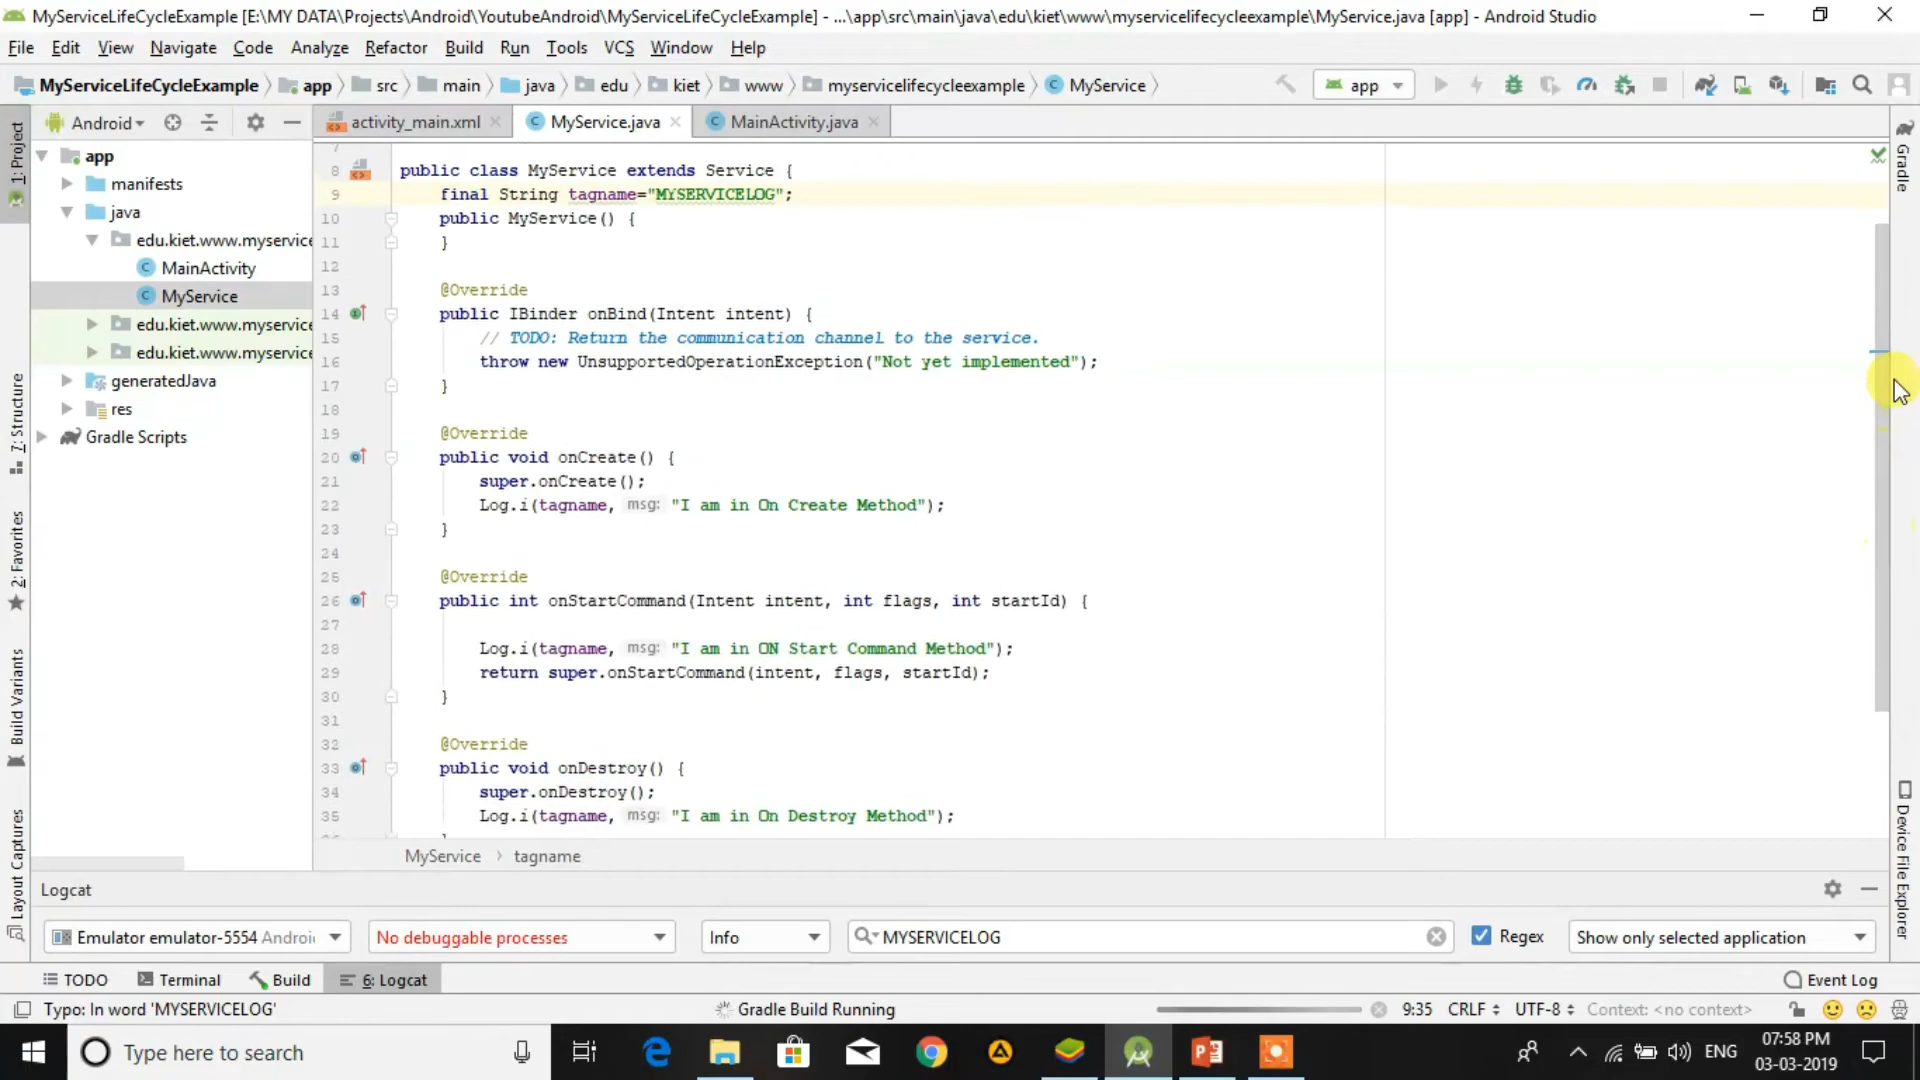 MyServiceLifeCycleExample [E:\MY DATA\Projects\Android\YoutubeAndroid\MyServiceLifeCycleExample] - ...\app\src\main\java\edu\kiet\www\myservicelifecycleexample\MyService.java [app] - Android Studio
File Edit View Navigate Code Analyze Refactor Build Run Tools VCS Window Help
MyServiceLifeCycleExample app src main java edu kiet www myservicelifecycleexample MyService app
1: Project
7: Structure
2: Favorites
Build Variants
Layout Captures
Android
app
manifests
java
edu.kiet.www.myservice
MainActivity
MyService
edu.kiet.www.myservice
edu.kiet.www.myservice
generatedJava
res
Gradle Scripts
activity_main.xml MyService.java MainActivity.java
7
8 public class MyService extends Service {
9 final String tagname="MYSERVICELOG";
10 public MyService() {
11 }
12
13 @Override
14 public IBinder onBind(Intent intent) {
15 // TODO: Return the communication channel to the service.
16 throw new UnsupportedOperationException("Not yet implemented");
17 }
18
19 @Override
20 public void onCreate() {
21 super.onCreate();
22 Log.i(tagname, msg: "I am in On Create Method");
23 }
24
25 @Override
26 public int onStartCommand(Intent intent, int flags, int startId) {
27
28 Log.i(tagname, msg: "I am in ON Start Command Method");
29 return super.onStartCommand(intent, flags, startId);
30 }
31
32 @Override
33 public void onDestroy() {
34 super.onDestroy();
35 Log.i(tagname, msg: "I am in On Destroy Method");
MyService tagname
Gradle
Device File Explorer
Logcat
Emulator emulator-5554 Androi No debuggable processes Info MYSERVICELOG Regex Show only selected application
TODO Terminal Build 6: Logcat Event Log
Typo: In word 'MYSERVICELOG' Gradle Build Running 9:35 CRLF UTF-8 Context: <no context>
Type here to search ENG 07:58 PM
03-03-2019